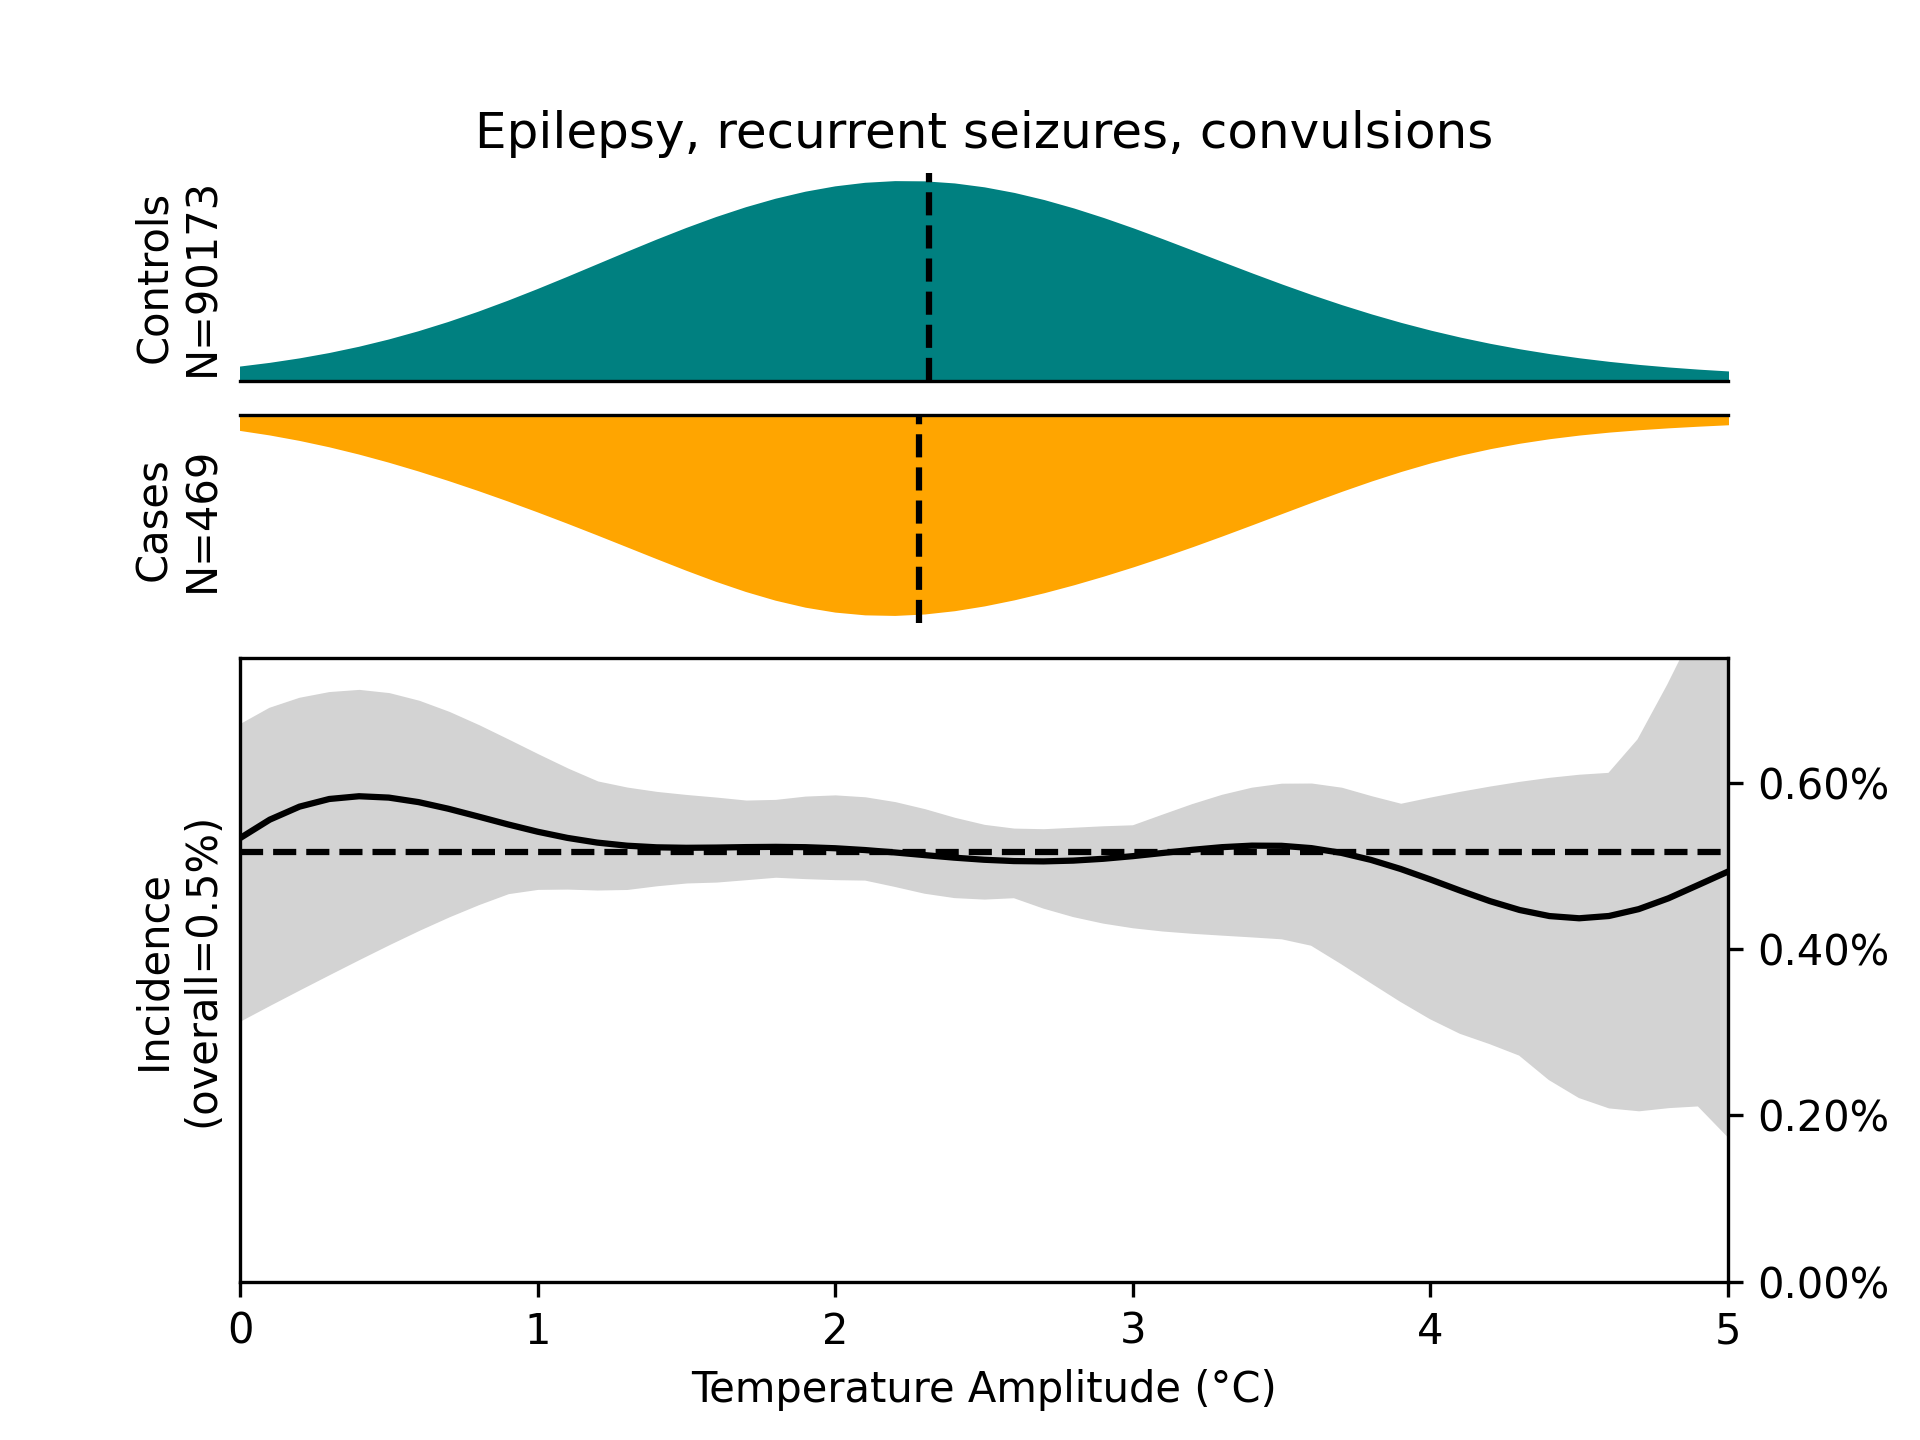 Epilepsy, recurrent seizures, convulsions
Controls
N=90173
Cases
N=469
Incidence
(overall=0.5%)
0.60%
0.40%
0.20%
0.00%
0
1
2
3
4
5
Temperature Amplitude (°C)